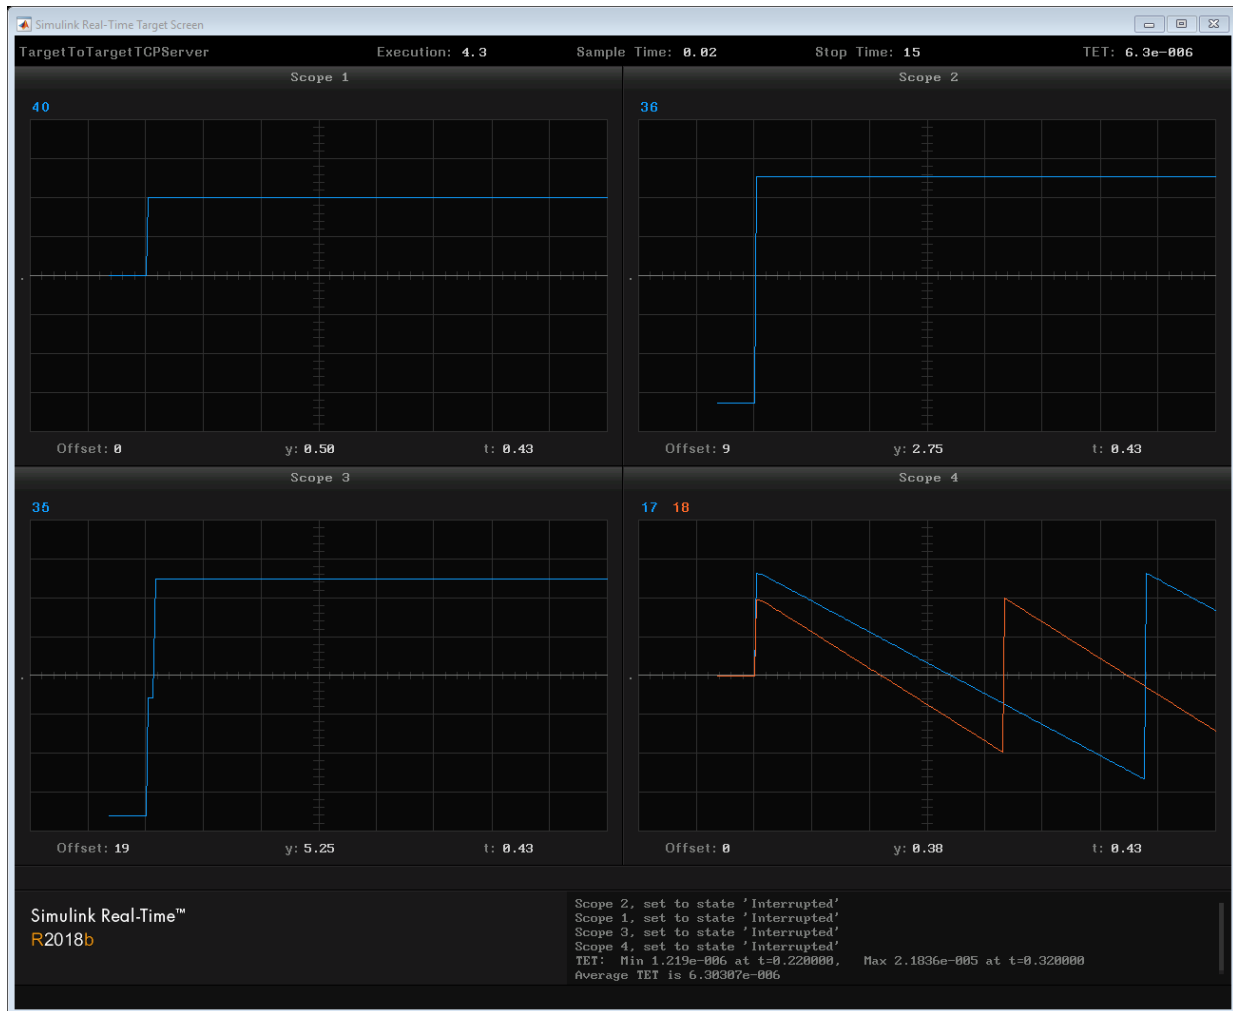 Simulink Real-Time Target Screen
TargetToTargetTCPServer Execution: 4.3 Sample Time: 0.02 Stop Time: 15 TET: 6.3e-006
Scope 1
40
Offset: 0 y: 0.50 t: 0.43
Scope 2
36
Offset: 9 y: 2.75 t: 0.43
Scope 3
35
Offset: 19 y: 5.25 t: 0.43
Scope 4
17 18
Offset: 0 y: 0.38 t: 0.43
Simulink Real-Time™
R2018b
Scope 2, set to state 'Interrupted'
Scope 1, set to state 'Interrupted'
Scope 3, set to state 'Interrupted'
Scope 4, set to state 'Interrupted'
TET: Min 1.219e-006 at t=0.220000, Max 2.1836e-005 at t=0.320000
Average TET is 6.30307e-006